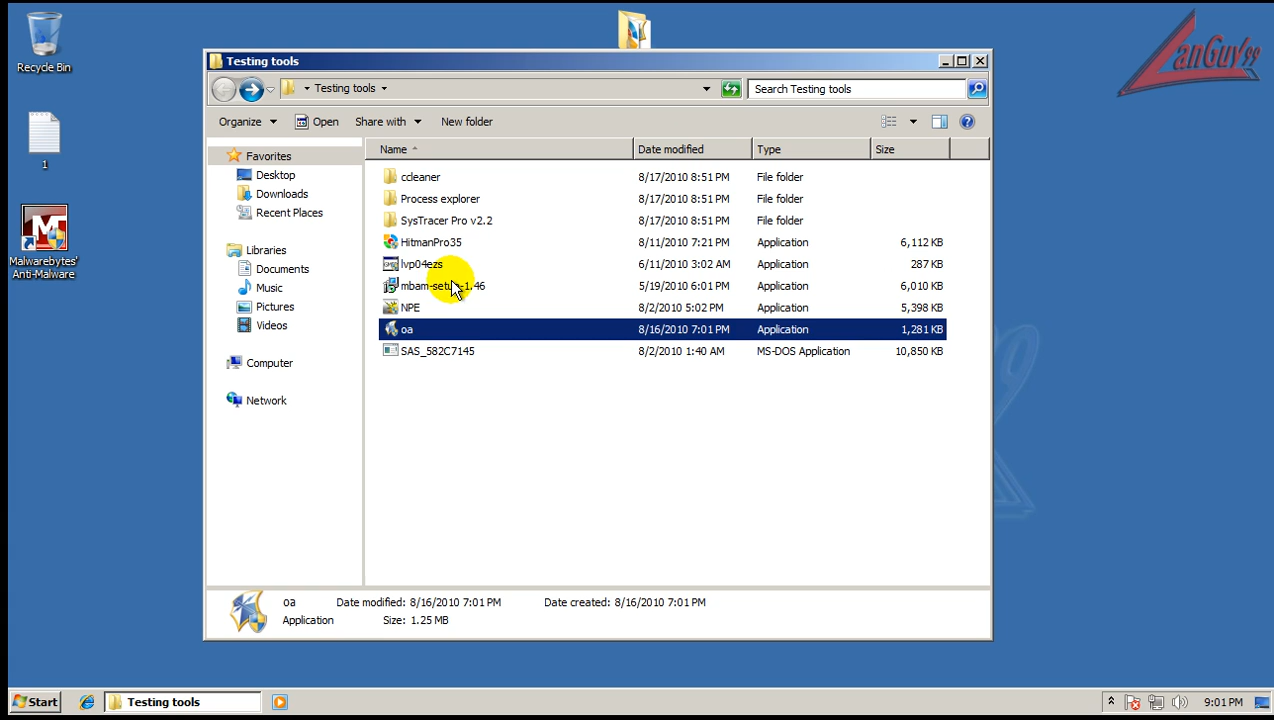 LanGuy99
Recycle Bin
1
Malwarebytes'
Anti-Malware
Testing tools
Testing tools
Search Testing tools
Organize
Open
Share with
New folder
Favorites
Desktop
Downloads
Recent Places
Libraries
Documents
Music
Pictures
Videos
Computer
Network
Name Date modified Type Size
ccleaner 8/17/2010 8:51 PM File folder
Process explorer 8/17/2010 8:51 PM File folder
SysTracer Pro v2.2 8/17/2010 8:51 PM File folder
HitmanPro35 8/11/2010 7:21 PM Application 6,112 KB
lvp04ezs 6/11/2010 3:02 AM Application 287 KB
mbam-setup-1.46 5/19/2010 6:01 PM Application 6,010 KB
NPE 8/2/2010 5:02 PM Application 5,398 KB
oa 8/16/2010 7:01 PM Application 1,281 KB
SAS_582C7145 8/2/2010 1:40 AM MS-DOS Application 10,850 KB
oa Date modified: 8/16/2010 7:01 PM Date created: 8/16/2010 7:01 PM
Application Size: 1.25 MB
Start
Testing tools
9:01 PM